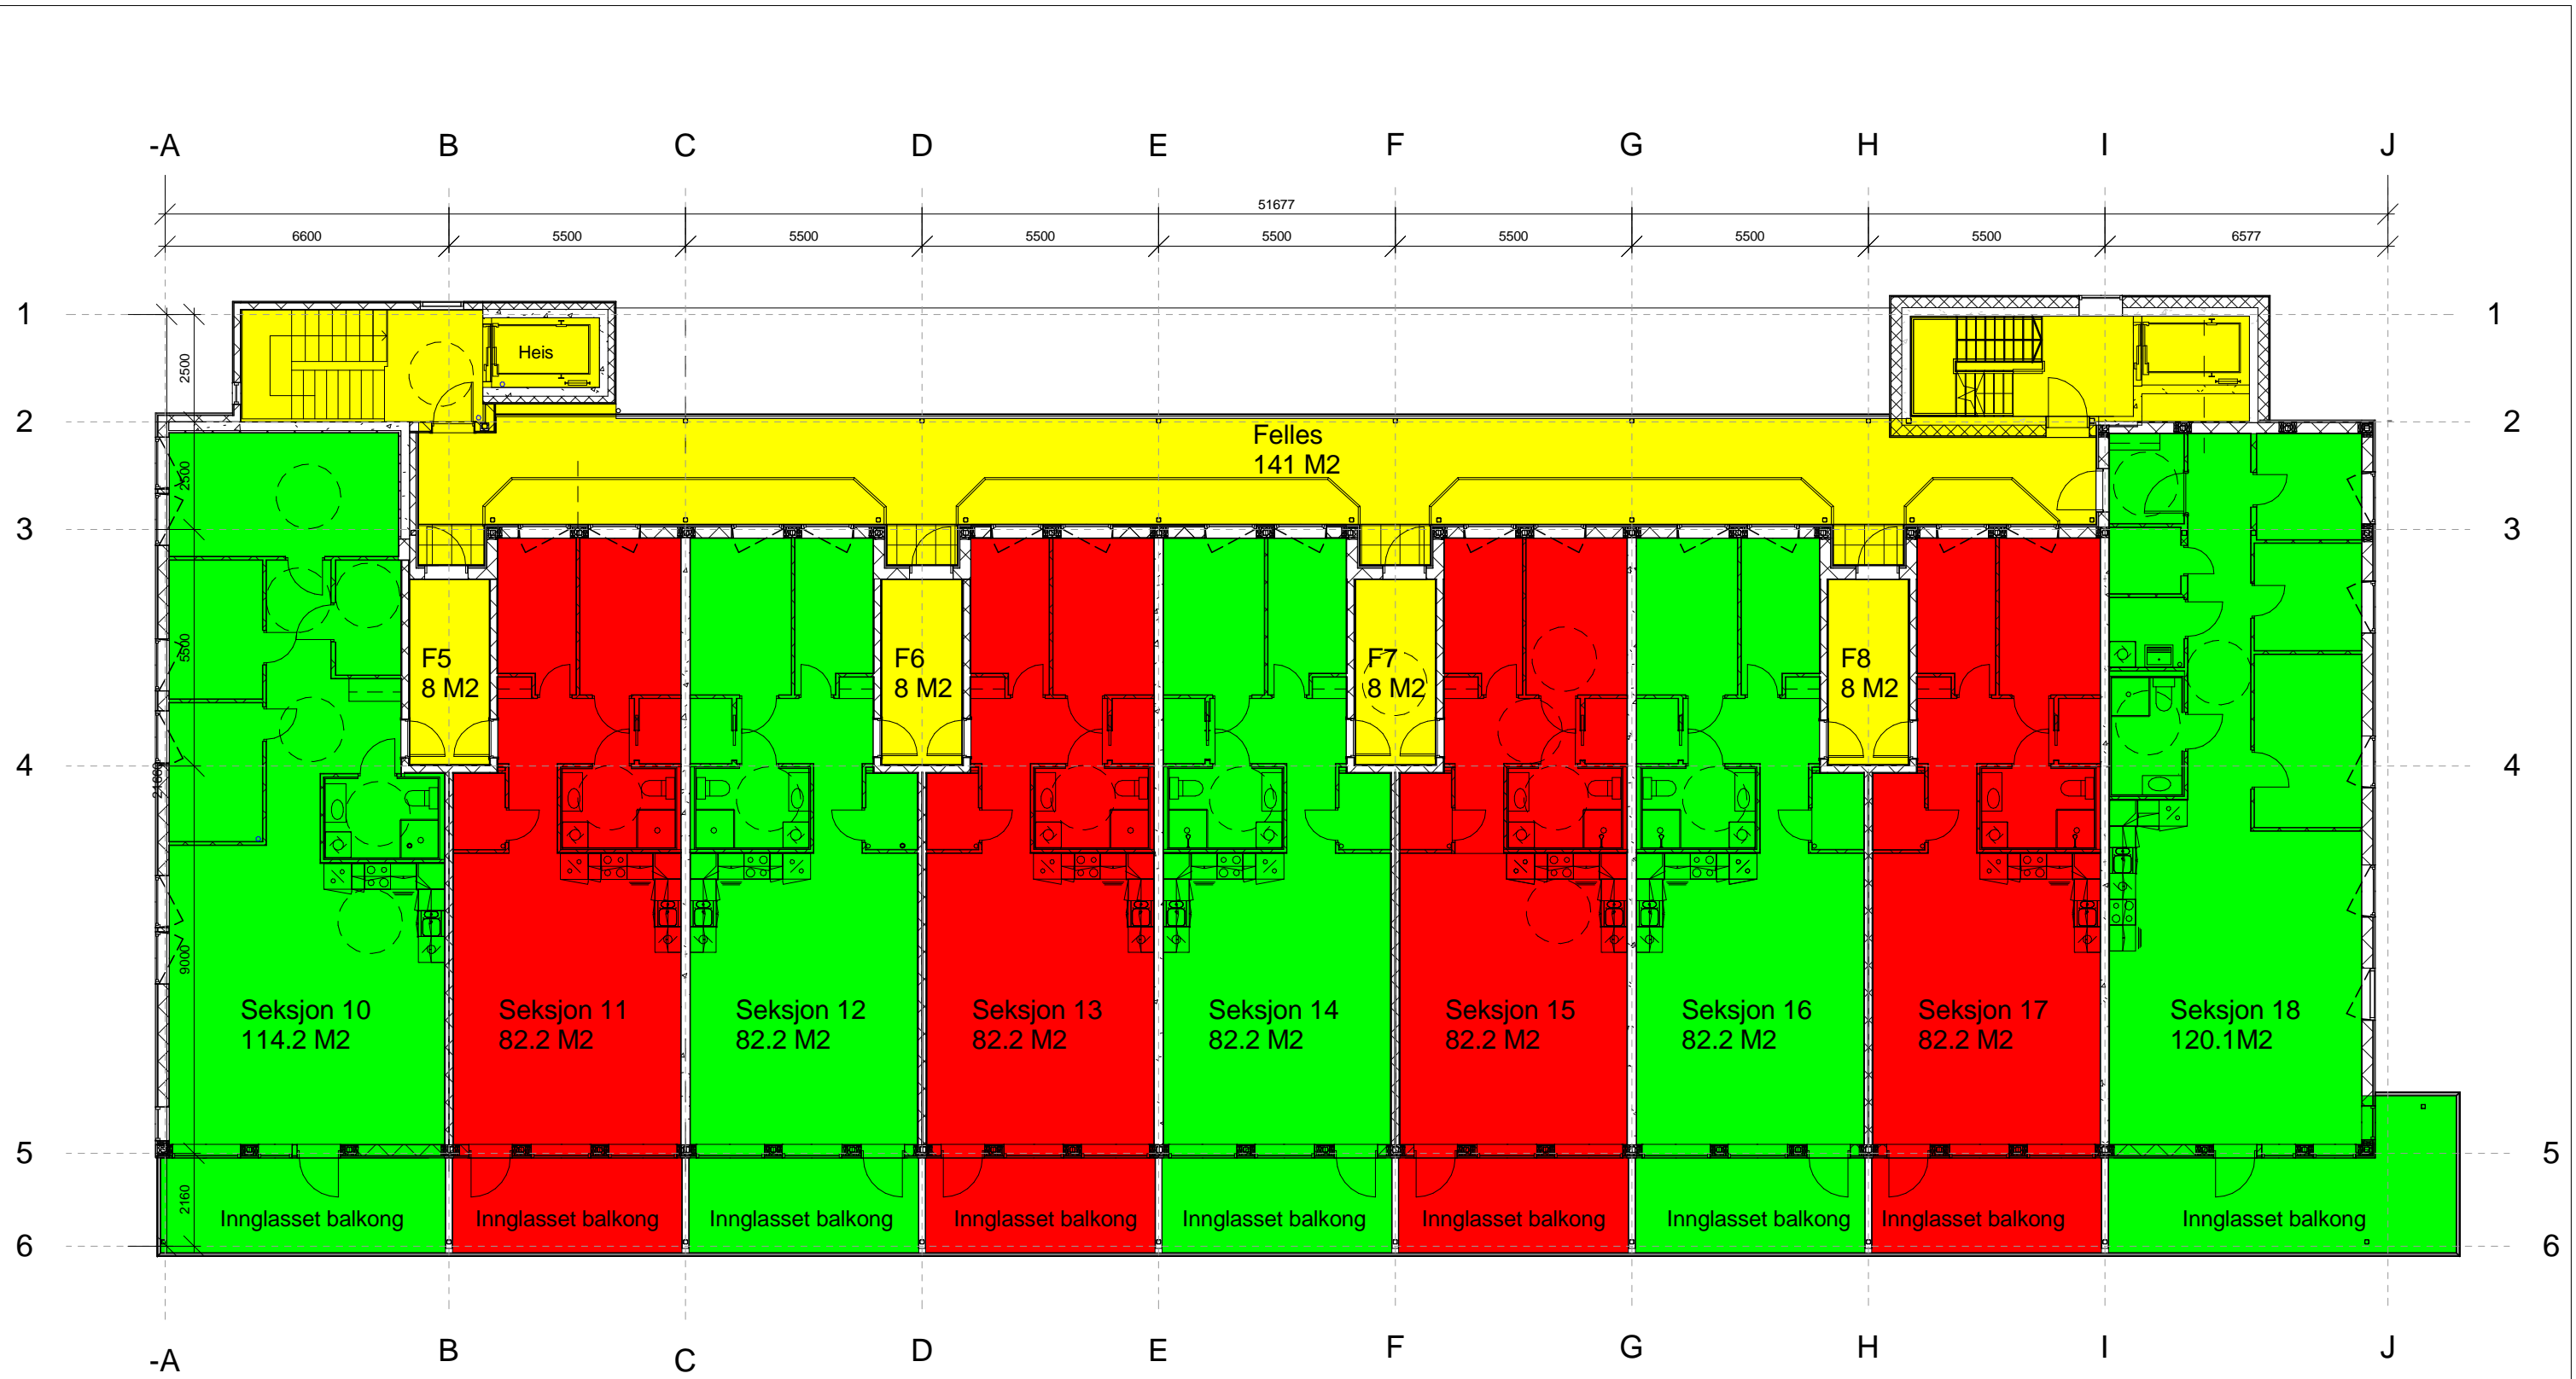 -A B C D E F G H I J
51677
6600 5500 5500 5500 5500 5500 5500 5500 6577
1 1
2500
Heis
2 2
Felles
141 M2
2500
3 3
5500
F5 F6 F7 F8
8 M2 8 M2 8 M2 8 M2
4 4
21660
9000
Seksjon 10 Seksjon 11 Seksjon 12 Seksjon 13 Seksjon 14 Seksjon 15 Seksjon 16 Seksjon 17 Seksjon 18
114.2 M2 82.2 M2 82.2 M2 82.2 M2 82.2 M2 82.2 M2 82.2 M2 82.2 M2 120.1M2
5 5
2160
Innglasset balkong Innglasset balkong Innglasset balkong Innglasset balkong Innglasset balkong Innglasset balkong Innglasset balkong Innglasset balkong Innglasset balkong
6 6
-A B C D E F G H I J